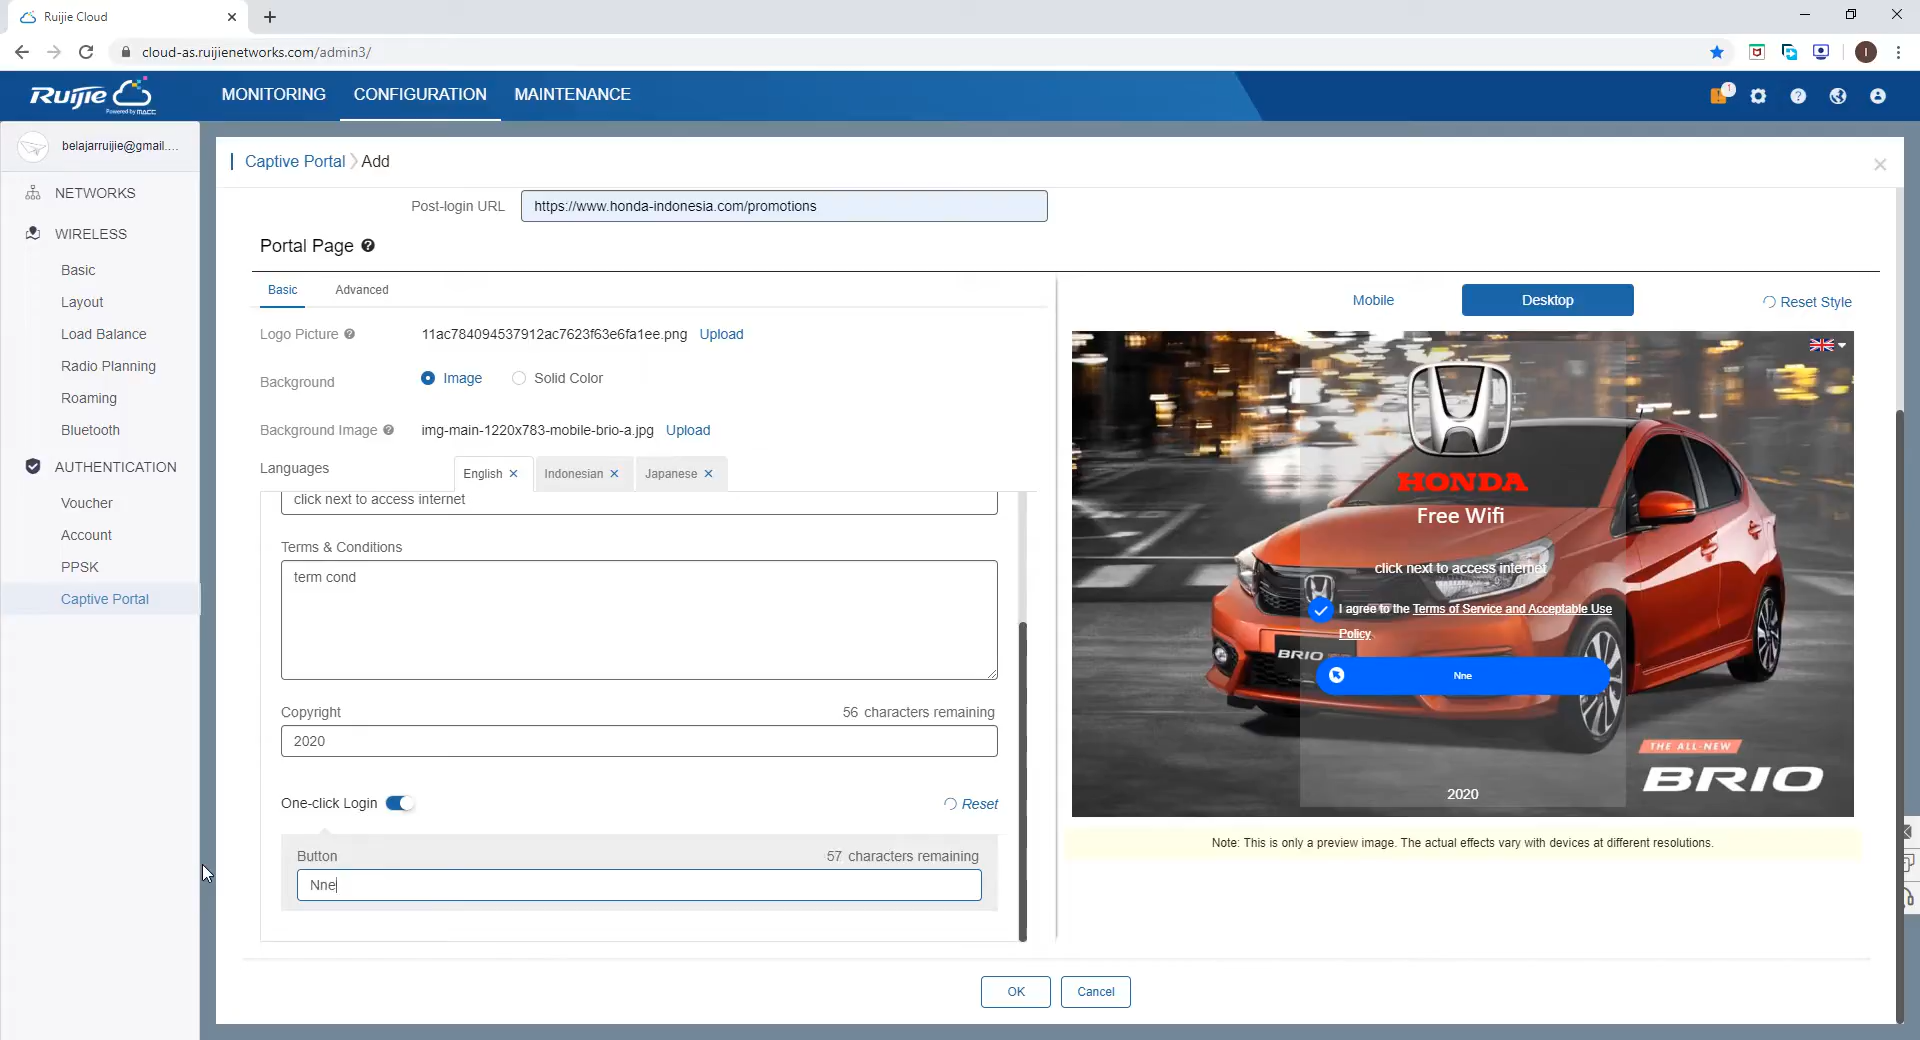 Ruijie Cloud
cloud-as.ruijienetworks.com/admin3/
I
Ruijie
Powered by MACC
MONITORING
CONFIGURATION
MAINTENANCE
1
belajarruijie@gmail....
NETWORKS
WIRELESS
Basic
Layout
Load Balance
Radio Planning
Roaming
Bluetooth
AUTHENTICATION
Voucher
Account
PPSK
Captive Portal
Captive Portal
Add
Post-login URL
https://www.honda-indonesia.com/promotions
Portal Page
Basic
Advanced
Logo Picture
11ac784094537912ac7623f63e6fa1ee.png
Upload
Background
Image
Solid Color
Background Image
img-main-1220x783-mobile-brio-a.jpg
Upload
Languages
English
Indonesian
Japanese
click next to access internet
Terms & Conditions
term cond
Copyright
56 characters remaining
2020
One-click Login
Reset
Button
57 characters remaining
Nne
Mobile
Desktop
Reset Style
HONDA
Free Wifi
click next to access internet
I agree to the Terms of Service and Acceptable Use
Policy
BRIO
Nne
THE ALL-NEW
BRIO
2020
Note: This is only a preview image. The actual effects vary with devices at different resolutions.
OK
Cancel